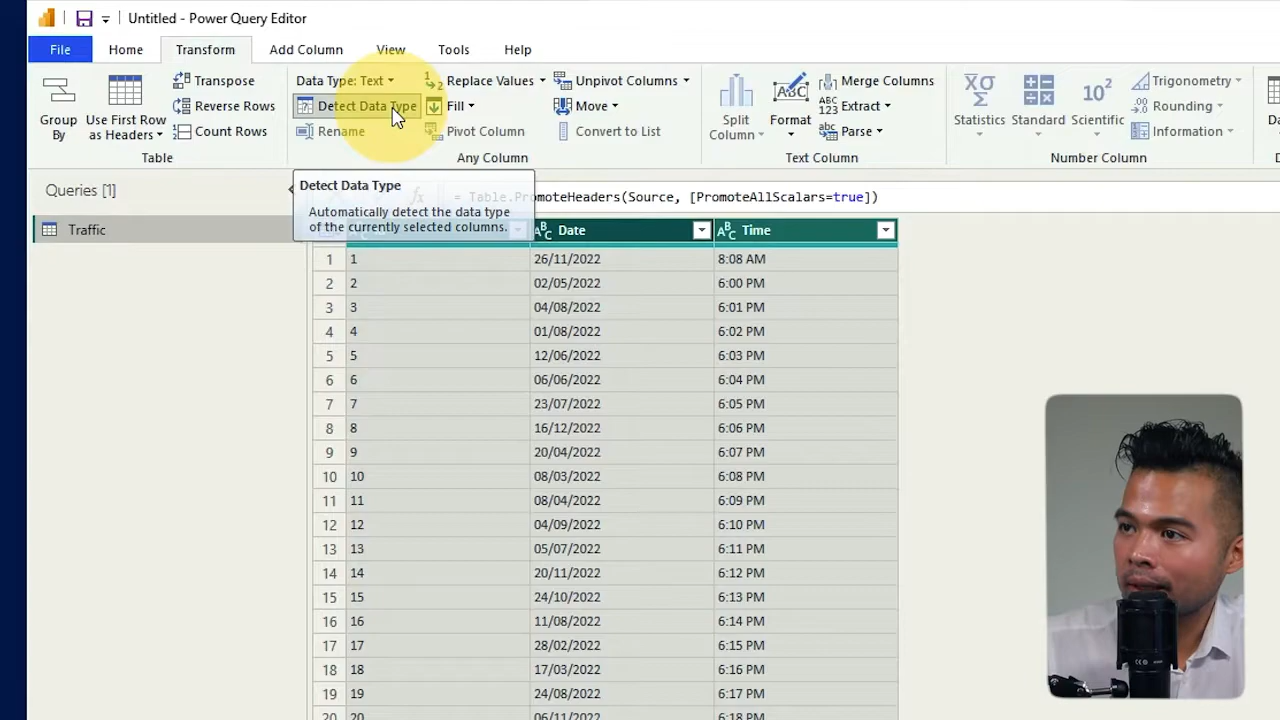 Untitled - Power Query Editor
File Home Transform Add Column View Tools Help
Group By
Use First Row as Headers
Transpose
Reverse Rows
Count Rows
Table
Data Type: Text
Detect Data Type
Rename
Replace Values
Fill
Pivot Column
Unpivot Columns
Move
Convert to List
Any Column
Split Column
Format
Merge Columns
Extract
Parse
Text Column
Statistics
Standard
Scientific
Trigonometry
Rounding
Information
Number Column
Queries [1]
Traffic
Detect Data Type
Automatically detect the data type
of the currently selected columns.
= Table.PromoteHeaders(Source, [PromoteAllScalars=true])
Date Time
1 1 26/11/2022 8:08 AM
2 2 02/05/2022 6:00 PM
3 3 04/08/2022 6:01 PM
4 4 01/08/2022 6:02 PM
5 5 12/06/2022 6:03 PM
6 6 06/06/2022 6:04 PM
7 7 23/07/2022 6:05 PM
8 8 16/12/2022 6:06 PM
9 9 20/04/2022 6:07 PM
10 10 08/03/2022 6:08 PM
11 11 08/04/2022 6:09 PM
12 12 04/09/2022 6:10 PM
13 13 05/07/2022 6:11 PM
14 14 20/11/2022 6:12 PM
15 15 24/10/2022 6:13 PM
16 16 11/08/2022 6:14 PM
17 17 28/02/2022 6:15 PM
18 18 17/03/2022 6:16 PM
19 19 24/08/2022 6:17 PM
20 20 06/11/2022 6:18 PM